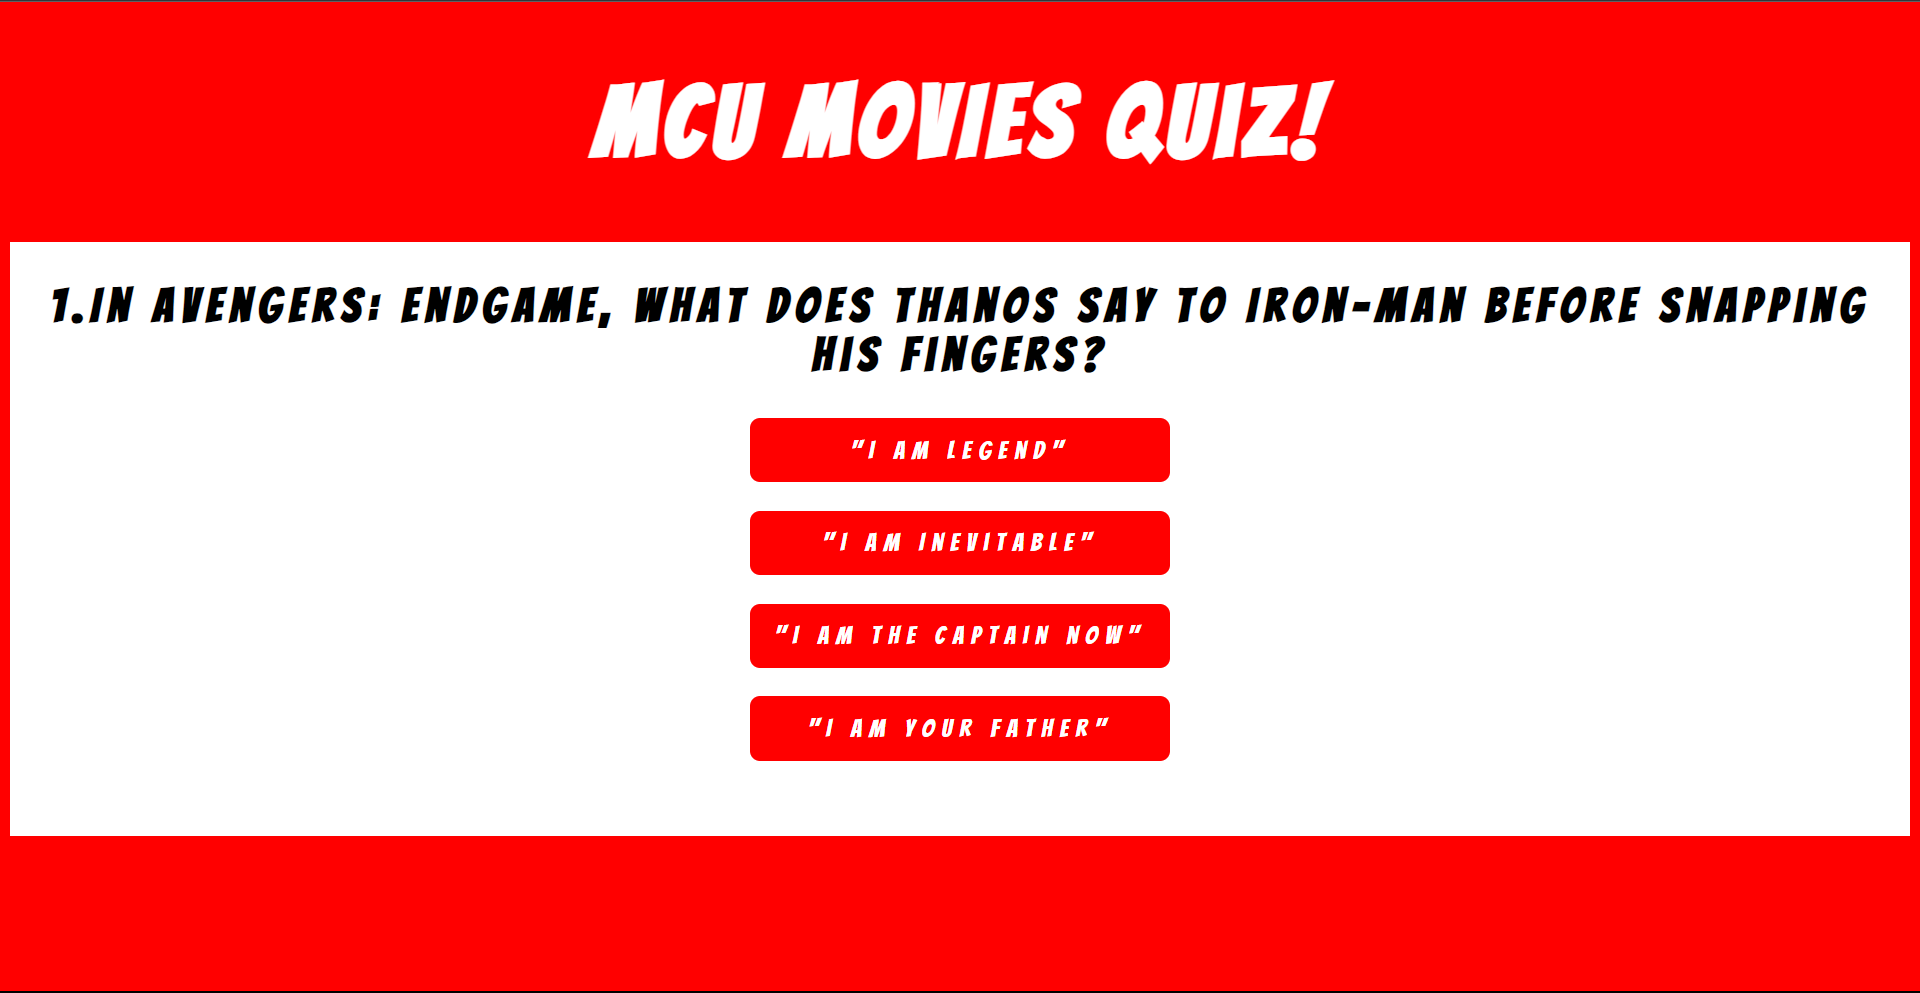 MCU MOVIES QUIZ!
1.IN AVENGERS: ENDGAME, WHAT DOES THANOS SAY TO IRON-MAN BEFORE SNAPPING
HIS FINGERS?
"I AM LEGEND"
"I AM INEVITABLE"
"I AM THE CAPTAIN NOW"
"I AM YOUR FATHER"